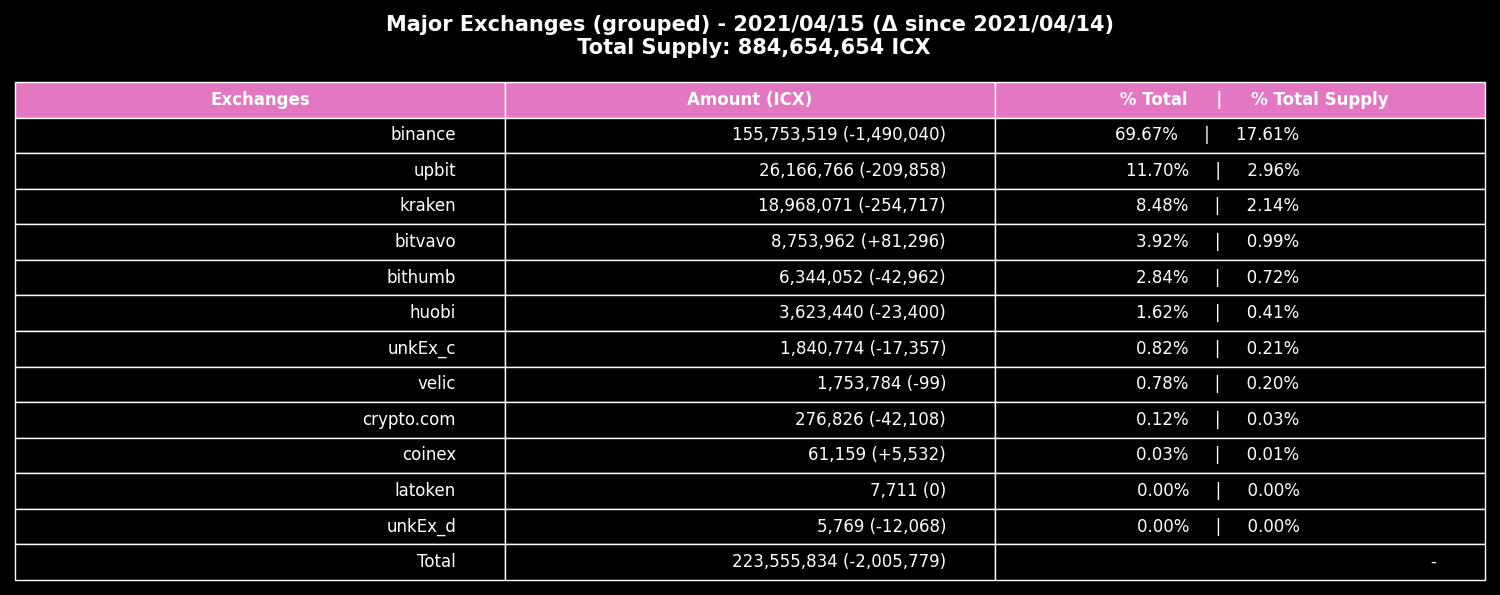 Major Exchanges (grouped) - 2021/04/15 (Δ since 2021/04/14)
Total Supply: 884,654,654 ICX
Exchanges Amount (ICX) % Total | % Total Supply
binance 155,753,519 (-1,490,040) 69.67% | 17.61%
upbit 26,166,766 (-209,858) 11.70% | 2.96%
kraken 18,968,071 (-254,717) 8.48% | 2.14%
bitvavo 8,753,962 (+81,296) 3.92% | 0.99%
bithumb 6,344,052 (-42,962) 2.84% | 0.72%
huobi 3,623,440 (-23,400) 1.62% | 0.41%
unkEx_c 1,840,774 (-17,357) 0.82% | 0.21%
velic 1,753,784 (-99) 0.78% | 0.20%
crypto.com 276,826 (-42,108) 0.12% | 0.03%
coinex 61,159 (+5,532) 0.03% | 0.01%
latoken 7,711 (0) 0.00% | 0.00%
unkEx_d 5,769 (-12,068) 0.00% | 0.00%
Total 223,555,834 (-2,005,779) -